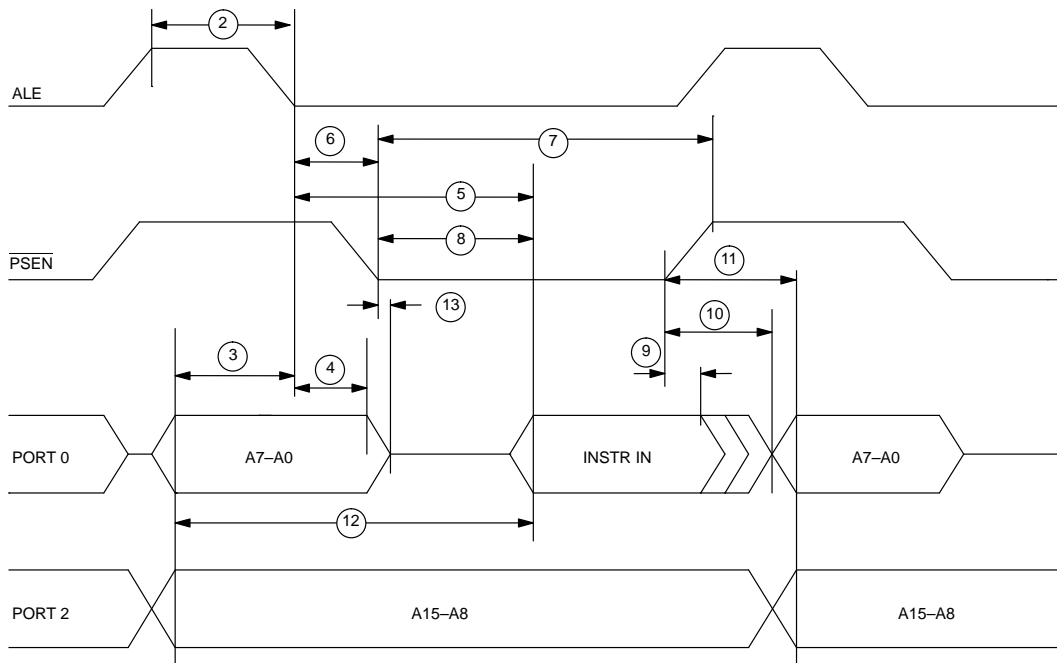 2
ALE
6
7
5
8
PSEN
11
13
10
3
4
9
PORT 0
A7–A0
INSTR IN
A7–A0
12
PORT 2
A15–A8
A15–A8